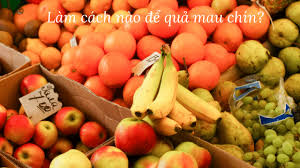 Làm cách nào để quả mau chín?